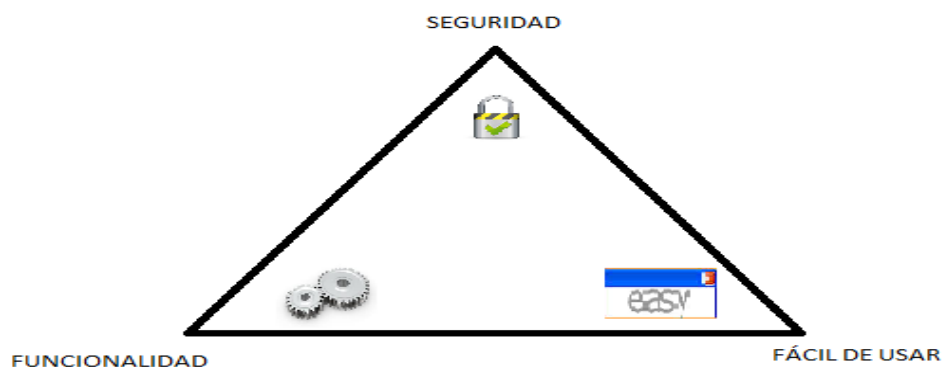 SEGURIDAD
easy
FUNCIONALIDAD
FÁCIL DE USAR